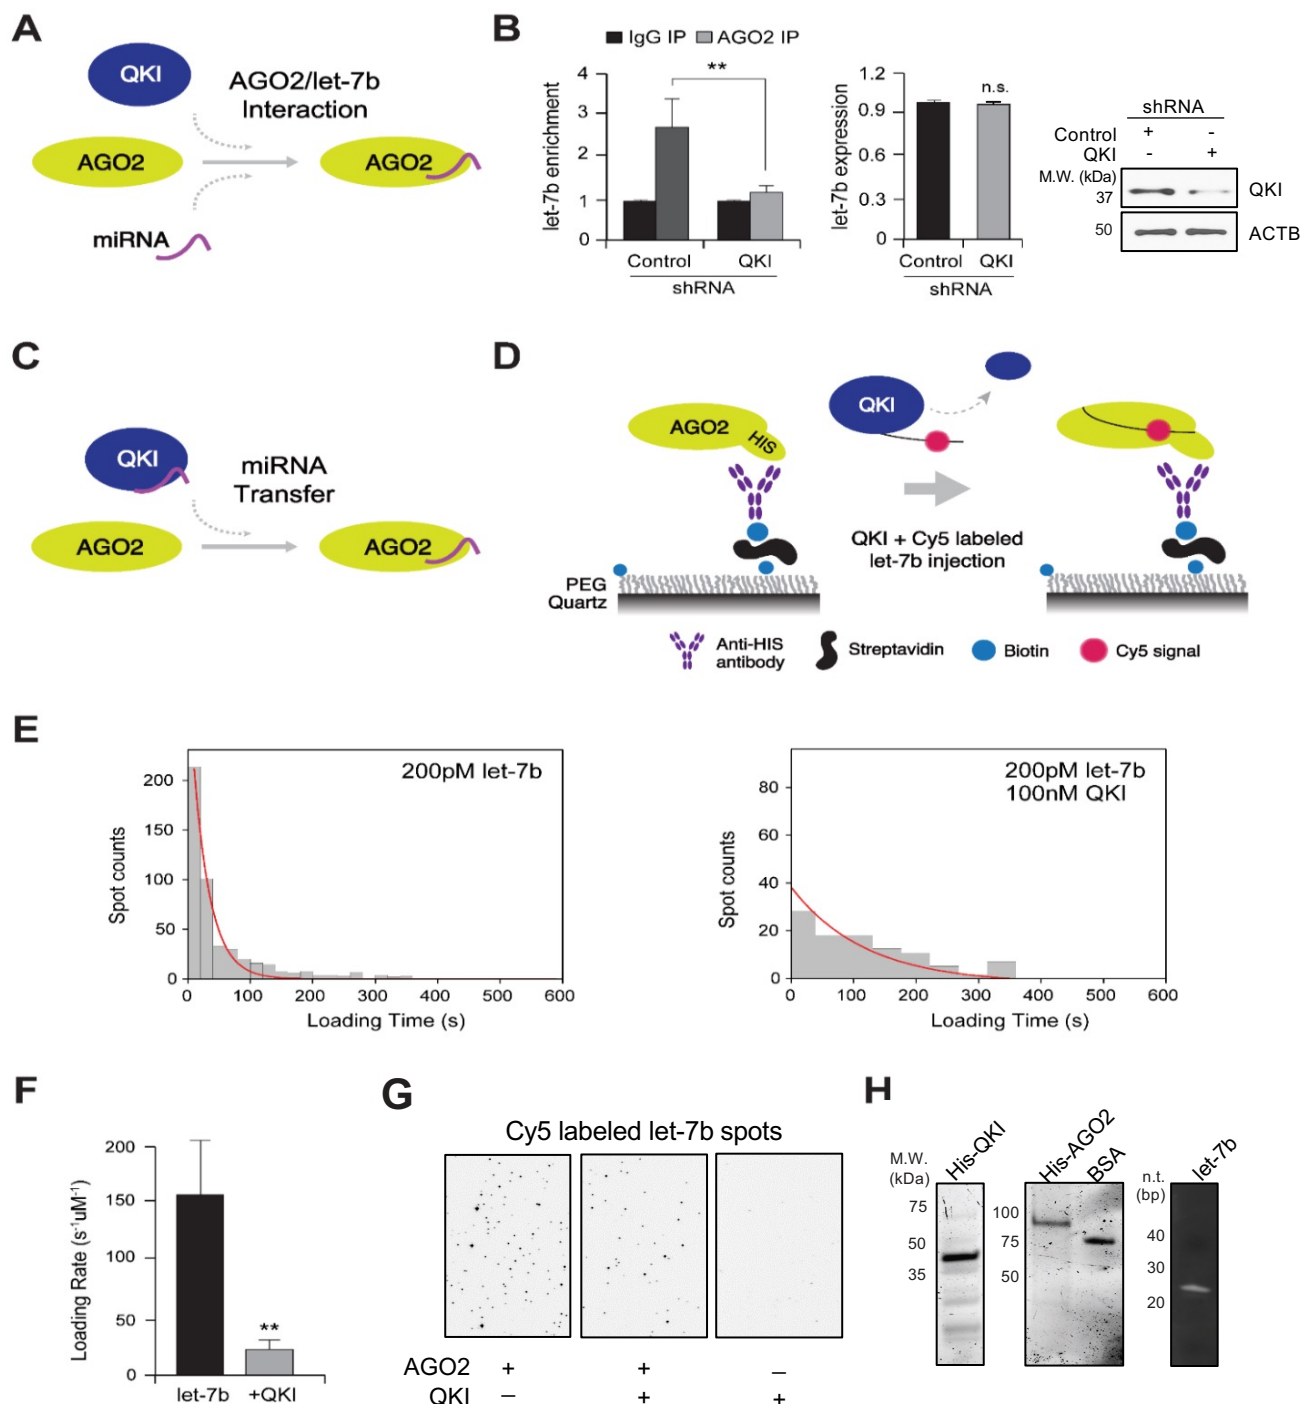 A
QKI
AGO2/let-7b
Interaction
AGO2
AGO2
miRNA
B
IgG IP
AGO2 IP
**
let-7b enrichment
4
3
2
1
0
Control
QKI
shRNA
let-7b expression
1.2
0.9
0.6
0.3
0
n.s.
Control
QKI
shRNA
shRNA
Control + -
QKI - +
M.W. (kDa)
37
QKI
50
ACTB
C
QKI
miRNA
Transfer
AGO2
AGO2
D
AGO2
HIS
QKI
QKI + Cy5 labeled
let-7b injection
PEG
Quartz
Anti-HIS
antibody
Streptavidin
Biotin
Cy5 signal
E
200pM let-7b
Spot counts
200
150
100
50
0
0 100 200 300 400 500 600
Loading Time (s)
200pM let-7b
100nM QKI
Spot counts
80
60
40
20
0
0 100 200 300 400 500 600
Loading Time (s)
F
Loading Rate (s⁻¹uM⁻¹)
200
150
100
50
0
**
let-7b
+QKI
G
Cy5 labeled let-7b spots
AGO2 + + –
QKI – + +
H
M.W.
(kDa)
His-QKI
75
50
35
His-AGO2
BSA
100
75
50
n.t.
(bp)
let-7b
40
30
20